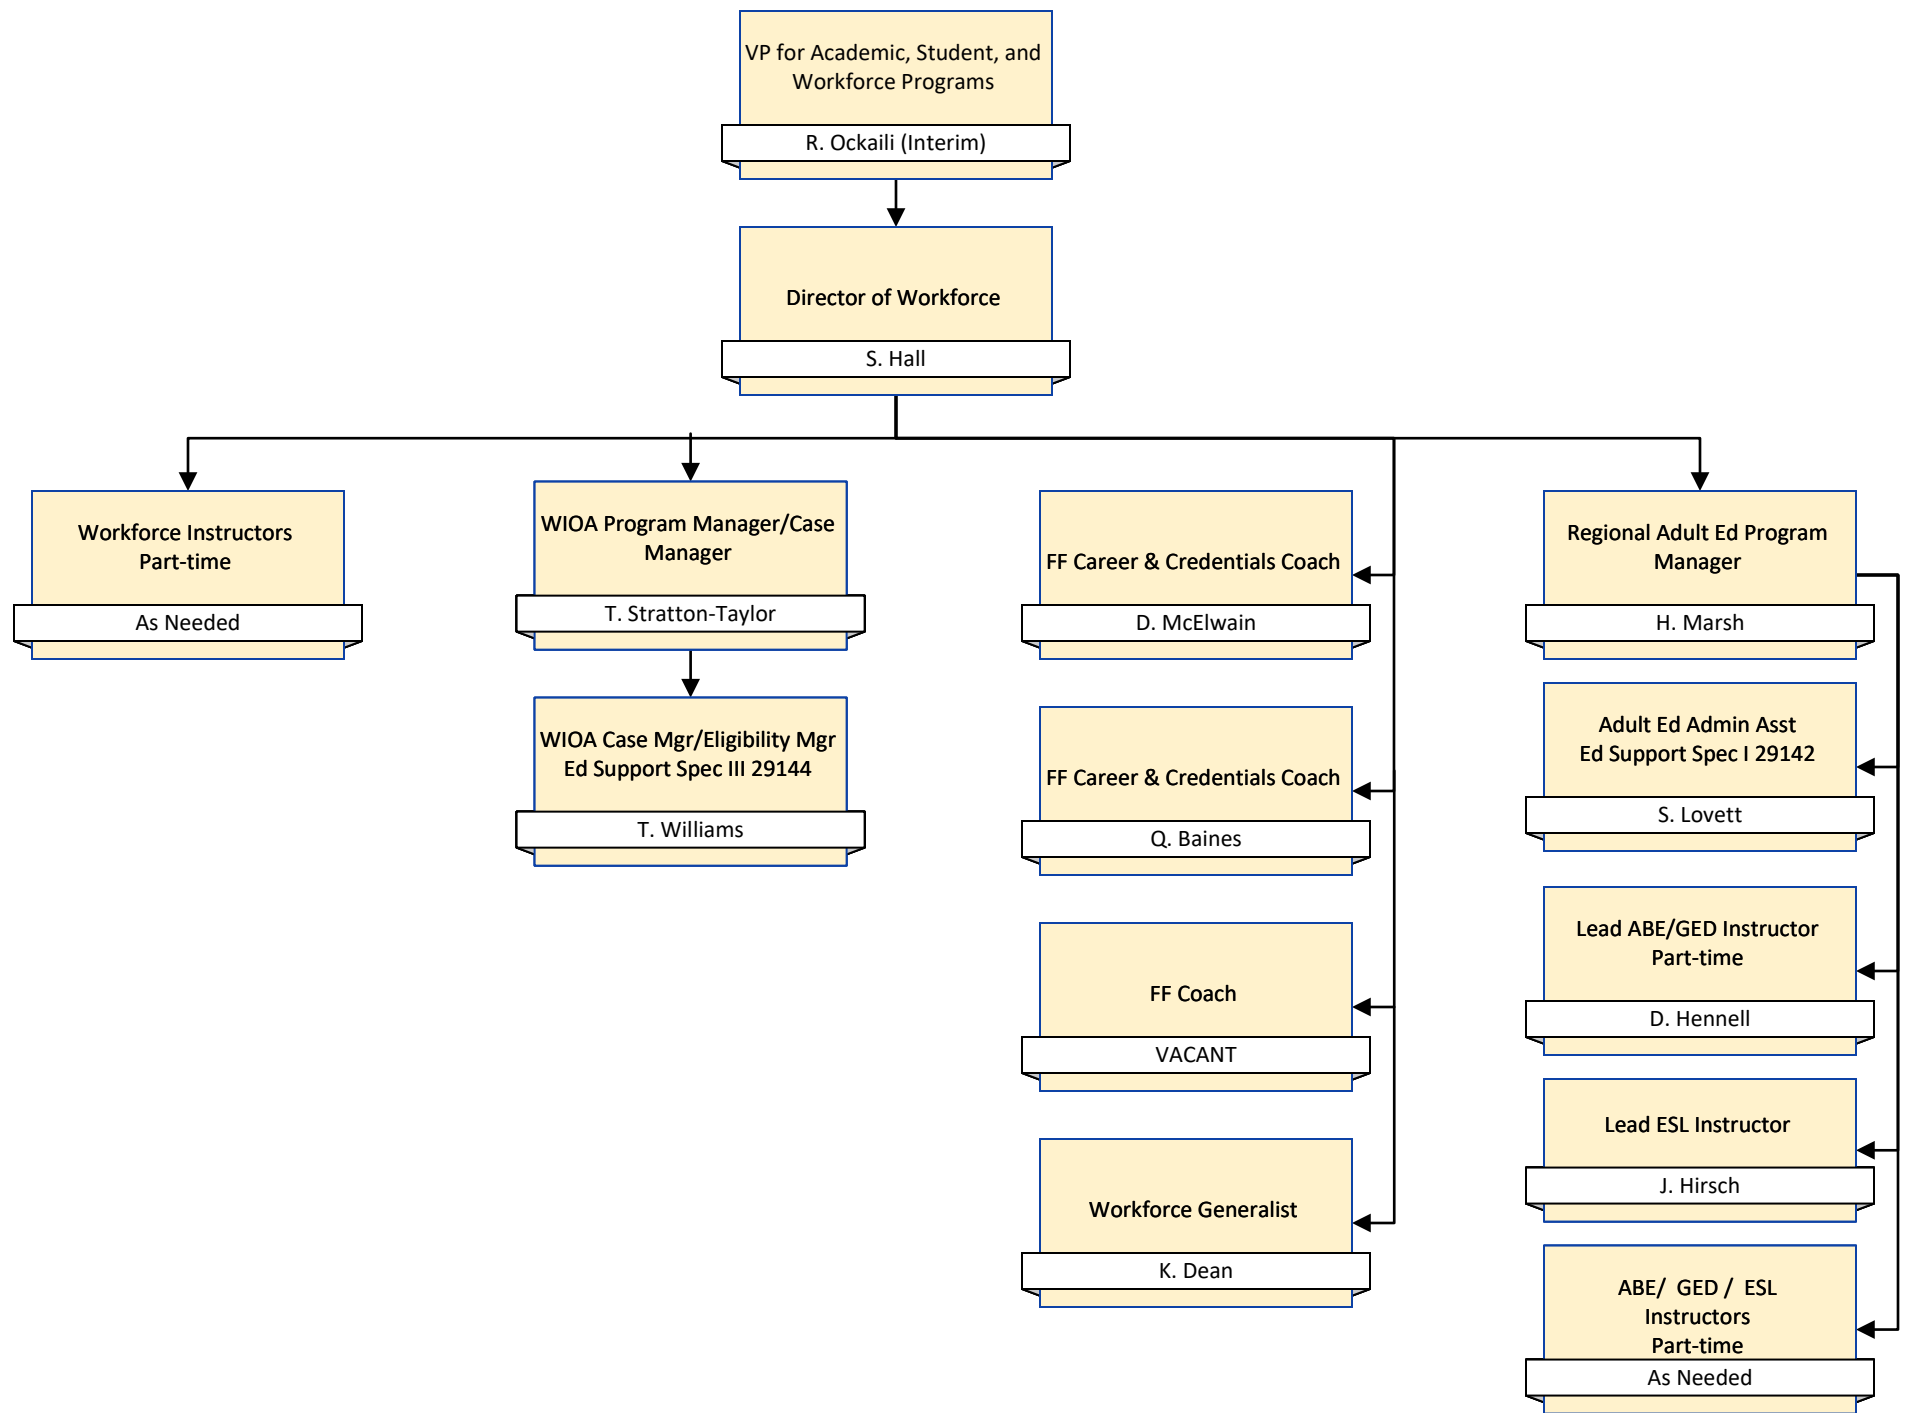 VP for Academic, Student, and
Workforce Programs
R. Ockaili (Interim)
Director of Workforce
S. Hall
Workforce Instructors
Part-time
As Needed
WIOA Program Manager/Case
Manager
T. Stratton-Taylor
WIOA Case Mgr/Eligibility Mgr
Ed Support Spec III 29144
T. Williams
FF Career & Credentials Coach
D. McElwain
FF Career & Credentials Coach
Q. Baines
FF Coach
VACANT
Workforce Generalist
K. Dean
Regional Adult Ed Program
Manager
H. Marsh
Adult Ed Admin Asst
Ed Support Spec I 29142
S. Lovett
Lead ABE/GED Instructor
Part-time
D. Hennell
Lead ESL Instructor
J. Hirsch
ABE/ GED / ESL
Instructors
Part-time
As Needed